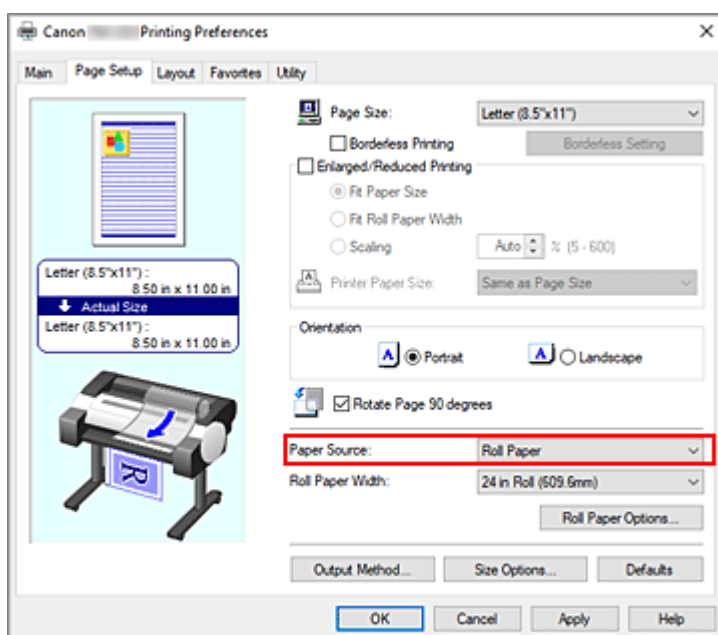 Canon Printing Preferences
Main Page Setup Layout Favorites Utility
Page Size: Letter (8.5"x11")
Borderless Printing Borderless Setting
Enlarged/Reduced Printing
Fit Paper Size
Fit Roll Paper Width
Scaling Auto % (5 - 600)
Printer Paper Size: Same as Page Size
Letter (8.5"x11") :
8.50 in x 11.00 in
Actual Size
Letter (8.5"x11") :
8.50 in x 11.00 in
Orientation
A Portrait A Landscape
Rotate Page 90 degrees
Paper Source: Roll Paper
Roll Paper Width: 24 in Roll (609.6mm)
R
Roll Paper Options...
Output Method... Size Options... Defaults
OK Cancel Apply Help